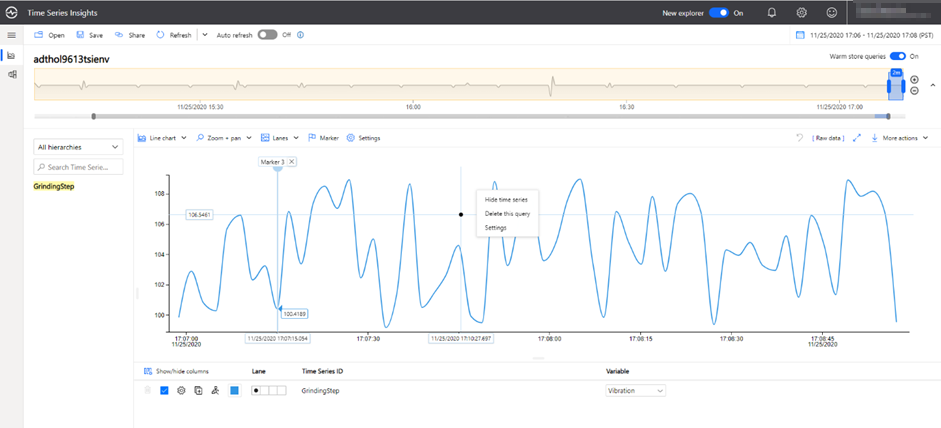 Time Series Insights
New explorer On
Open Save Share Refresh Auto refresh Off 11/25/2020 17:06 - 11/25/2020 17:08 (PST)
adthol9613tsienv
Warm store queries On
2m
11/25/2020 15:30 16:00 16:30 11/25/2020 17:00
All hierarchies
Search Time Serie...
GrindingStep
Line chart Zoom + pan Lanes Marker Settings [ Raw data ] More actions
Marker 3
Hide time series
Delete this query
Settings
108
106.5461
106
104
102
100
100.4189
17:07:00
11/25/2020
11/25/2020 17:07:15.054
17:07:30
11/25/2020 17:10:27.697
17:08:00
17:08:15
17:08:30
17:08:45
11/25/2020
Show/hide columns Lane Time Series ID Variable
GrindingStep Vibration